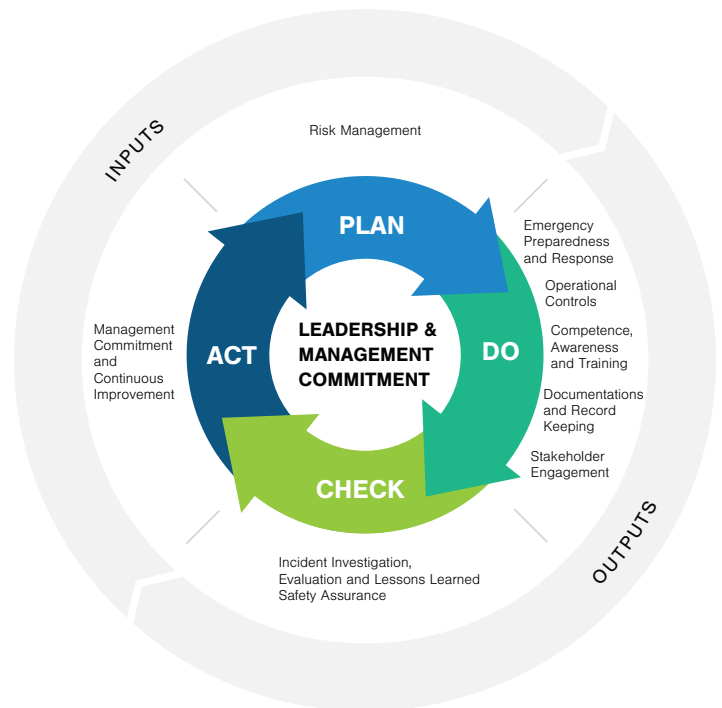 INPUTS
Risk Management
PLAN
Emergency
Preparedness
and Response
Operational
Controls
Competence,
Awareness
and Training
Documentations
and Record
Keeping
Stakeholder
Engagement
DO
LEADERSHIP &
MANAGEMENT
COMMITMENT
ACT
Management
Commitment
and
Continuous
Improvement
CHECK
Incident Investigation,
Evaluation and Lessons Learned
Safety Assurance
OUTPUTS